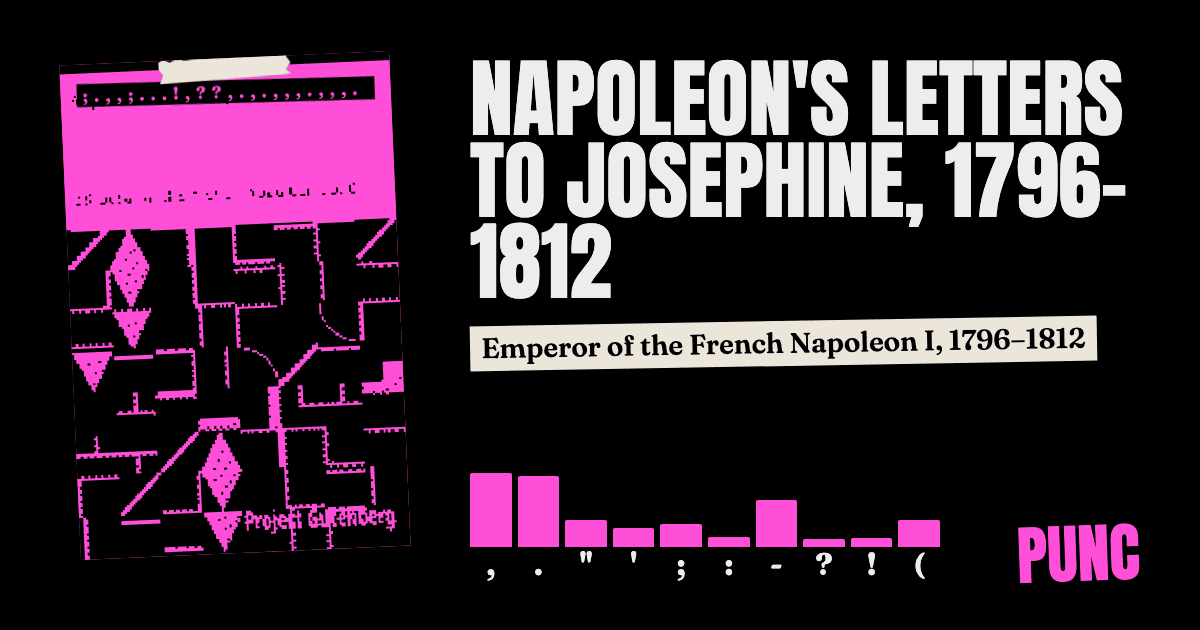 ;.,,;...!,??,.,.,,,.,,.
NAPOLEON'S LETTERS
TO JOSEPHINE, 1796-
1812
Emperor of the French Napoleon I, 1796–1812
Project Gutenberg
, . " ' ; : - ? ! (
PUNC